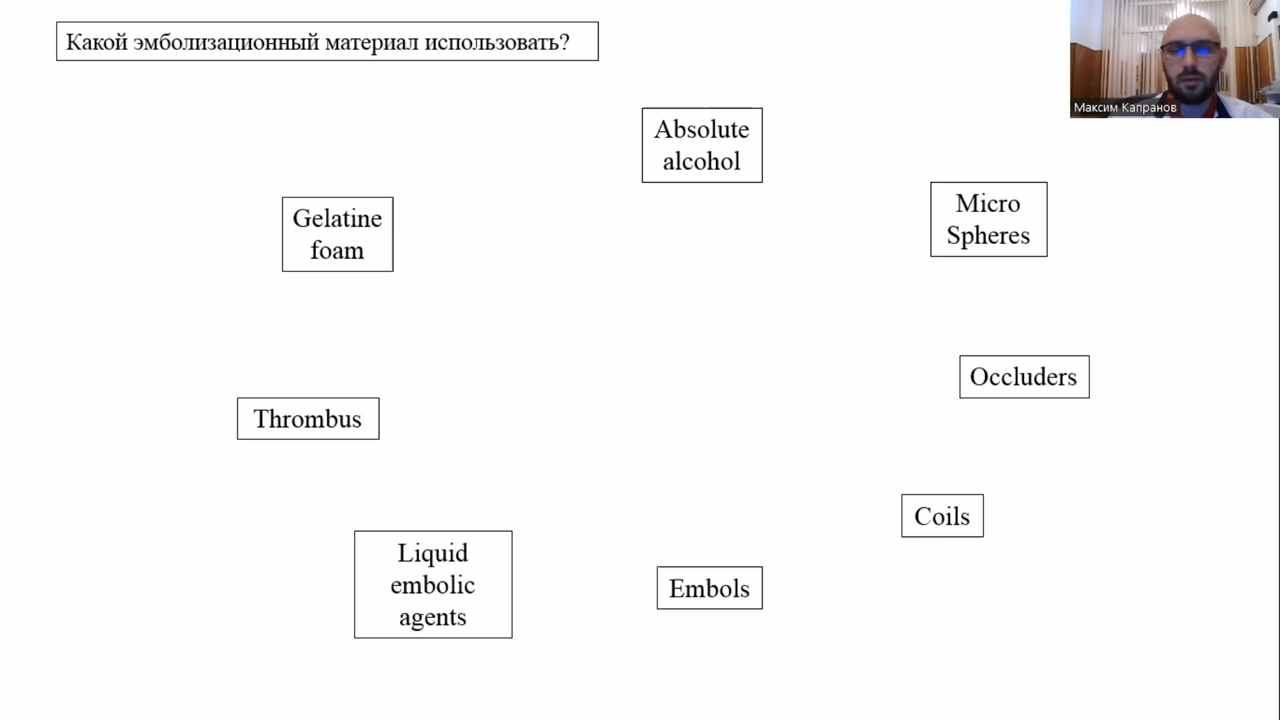 Какой эмболизационный материал использовать?
Максим Капранов
Absolute
alcohol
Micro
Spheres
Gelatine
foam
Occluders
Thrombus
Coils
Liquid
embolic
agents
Embols